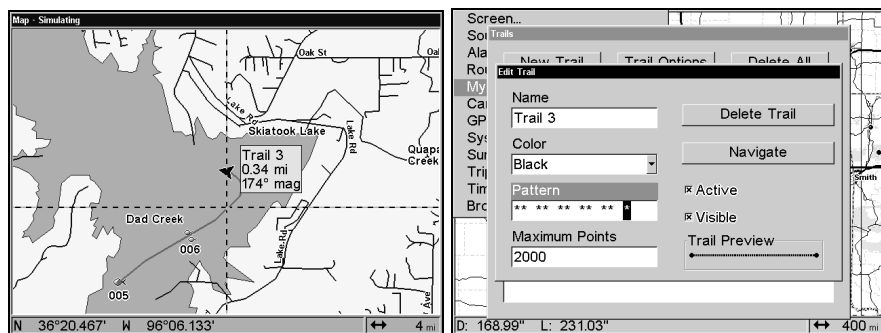 Map - Simulating
Oak St
Oa
Lake Rd
Skiatook Lake
Lake Rd
Quapa
Creek
Trail 3
0.34 mi
174° mag
Dad Creek
006
Lake Rd
005
Ave
N 36°20.467' W 96°06.133' ↔ 4 mi
Screen...
Sou
Ala
Rou
My
Car
GP
Sys
Sun
Trip
Tim
Bro
Trails
New Trail Trail Options Delete All
Edit Trail
Name
Trail 3
Delete Trail
Color
Black
Navigate
Pattern
** ** ** ** ** *
Active
Visible
Maximum Points
2000
Trail Preview
Smith
D: 168.99" L: 231.03" ↔ 400 mi